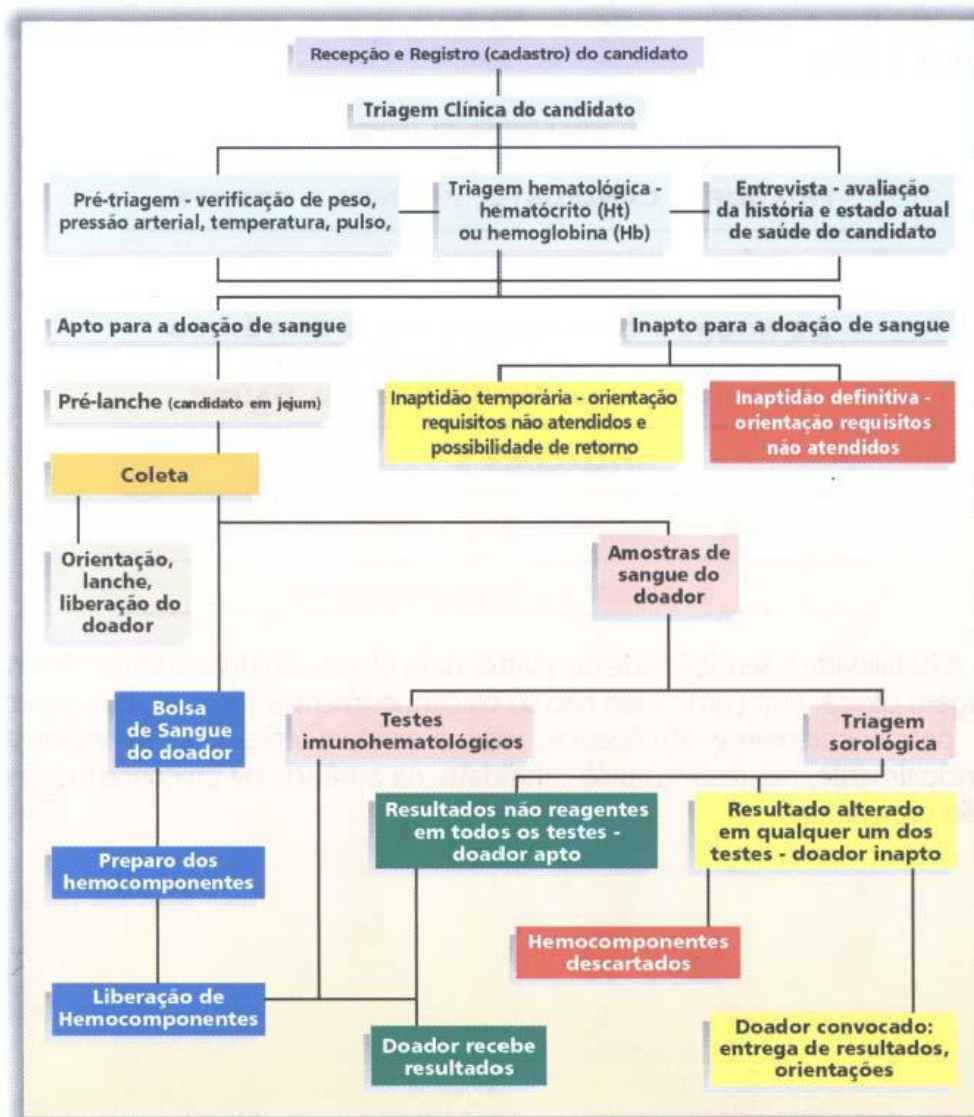 Recepção e Registro (cadastro) do candidato
Triagem Clínica do candidato
Pré-triagem - verificação de peso,
pressão arterial, temperatura, pulso,
Triagem hematológica -
hematócrito (Ht)
ou hemoglobina (Hb)
Entrevista - avaliação
da história e estado atual
de saúde do candidato
Apto para a doação de sangue
Inapto para a doação de sangue
Pré-lanche (candidato em jejum)
Inaptidão temporária - orientação
requisitos não atendidos e
possibilidade de retorno
Inaptidão definitiva -
orientação requisitos
não atendidos
Coleta
Orientação,
lanche,
liberação do
doador
Amostras de
sangue do
doador
Bolsa
de Sangue
do doador
Testes
imunohematológicos
Triagem
sorológica
Resultados não reagentes
em todos os testes -
doador apto
Resultado alterado
em qualquer um dos
testes - doador inapto
Preparo dos
hemocomponentes
Hemocomponentes
descartados
Liberação de
Hemocomponentes
Doador recebe
resultados
Doador convocado:
entrega de resultados,
orientações